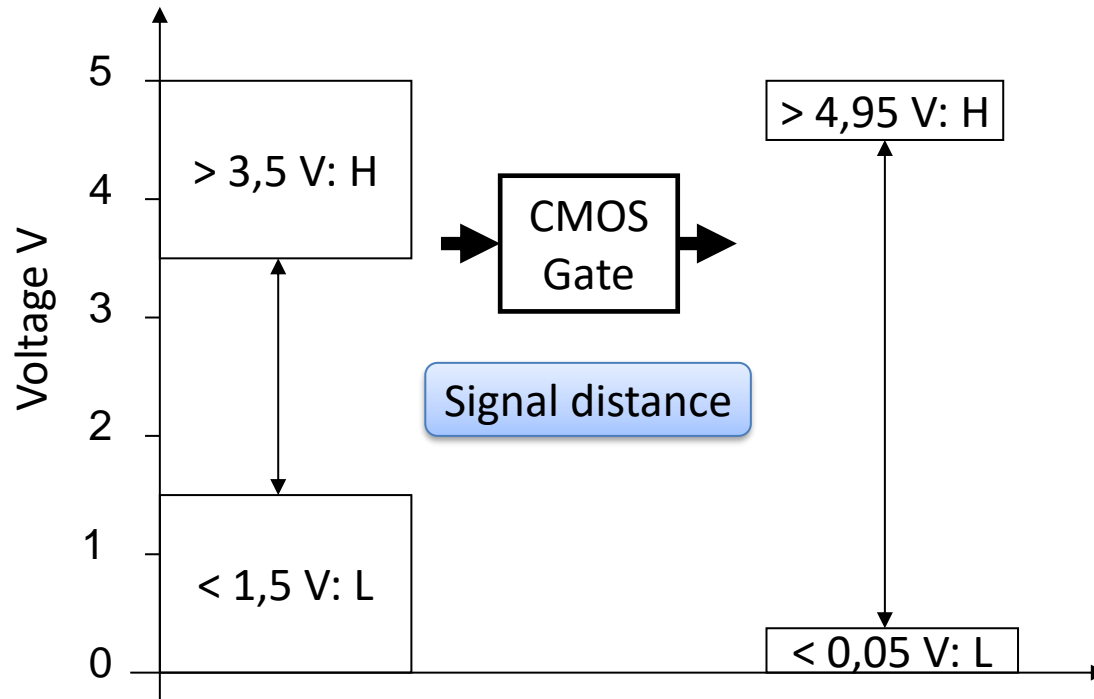 5
4
3
2
1
0
Voltage V
> 3,5 V: H
< 1,5 V: L
CMOS
Gate
Signal distance
> 4,95 V: H
< 0,05 V: L